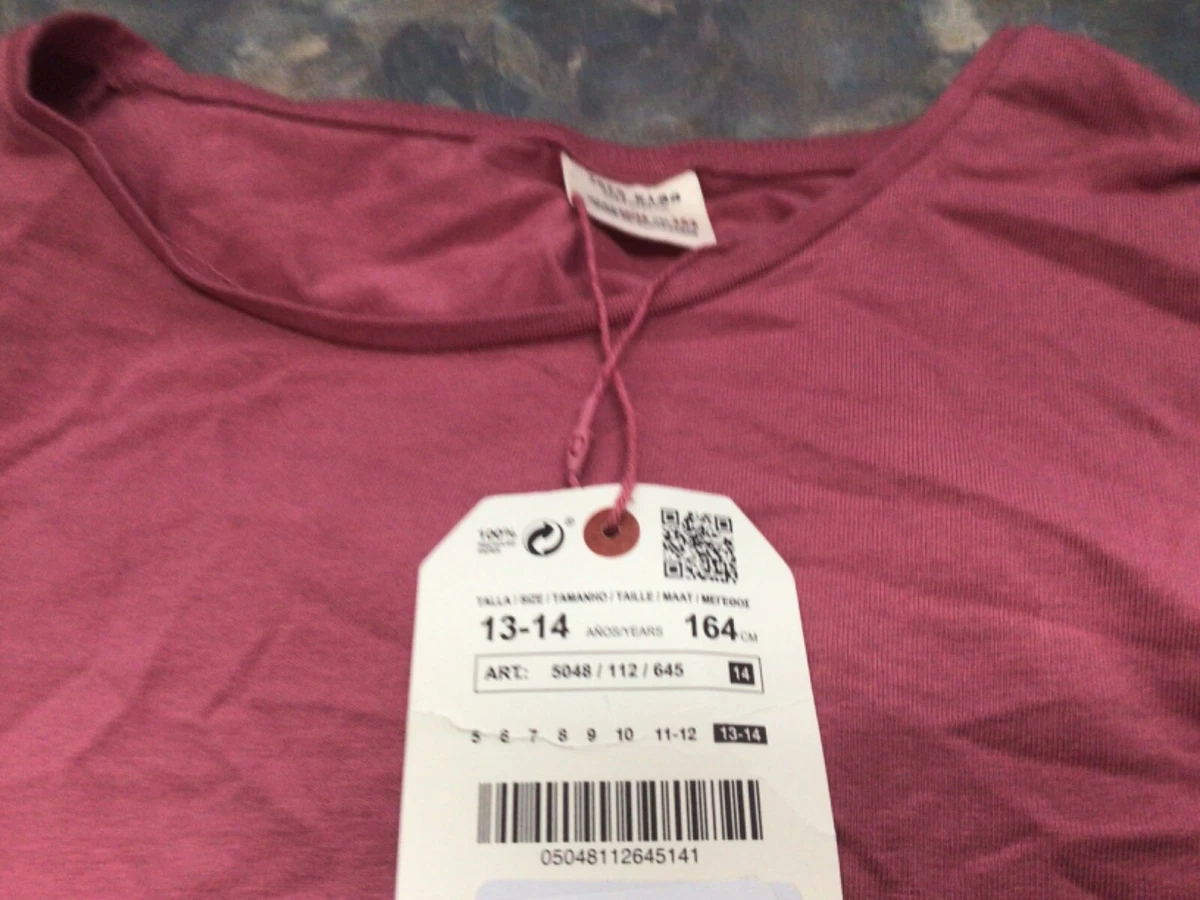 100%
TALLA / SIZE / TAMANHO / TAILLE / MAAT / ΜΕΓΕΘΟΣ
13-14 AÑOS/YEARS 164 CM
ART.: 5048 / 112 / 645 14
5 6 7 8 9 10 11-12 13-14
05048112645141